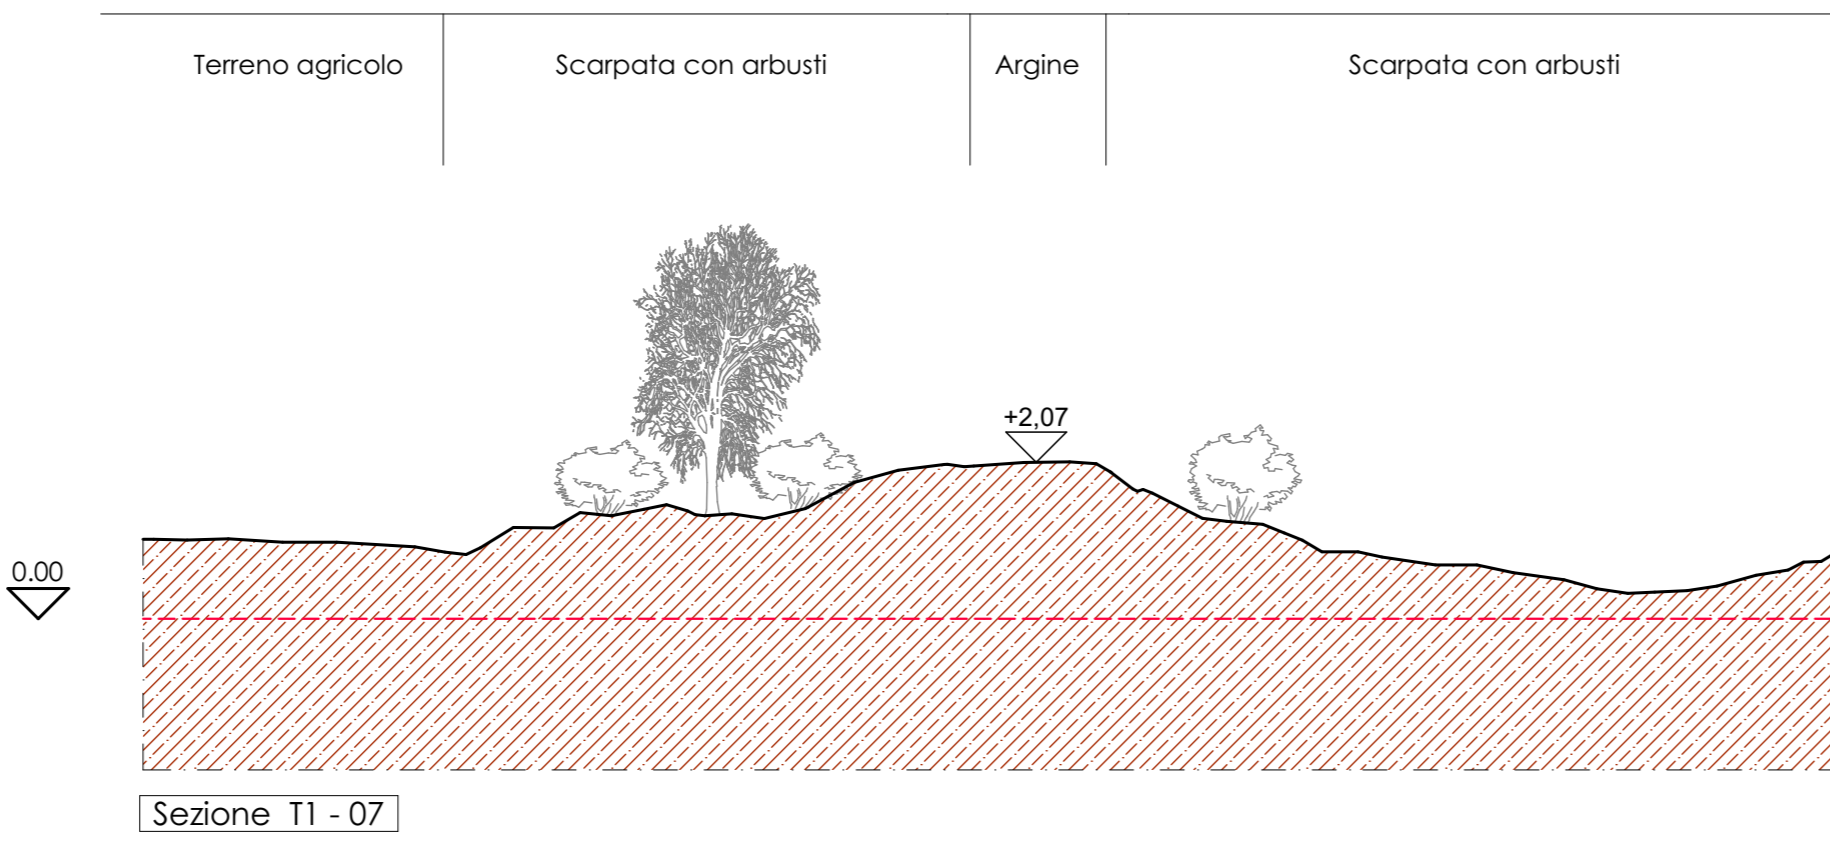 Terreno agricolo
Scarpata con arbusti
Argine
Scarpata con arbusti
+2,07
0.00
Sezione T1 - 07